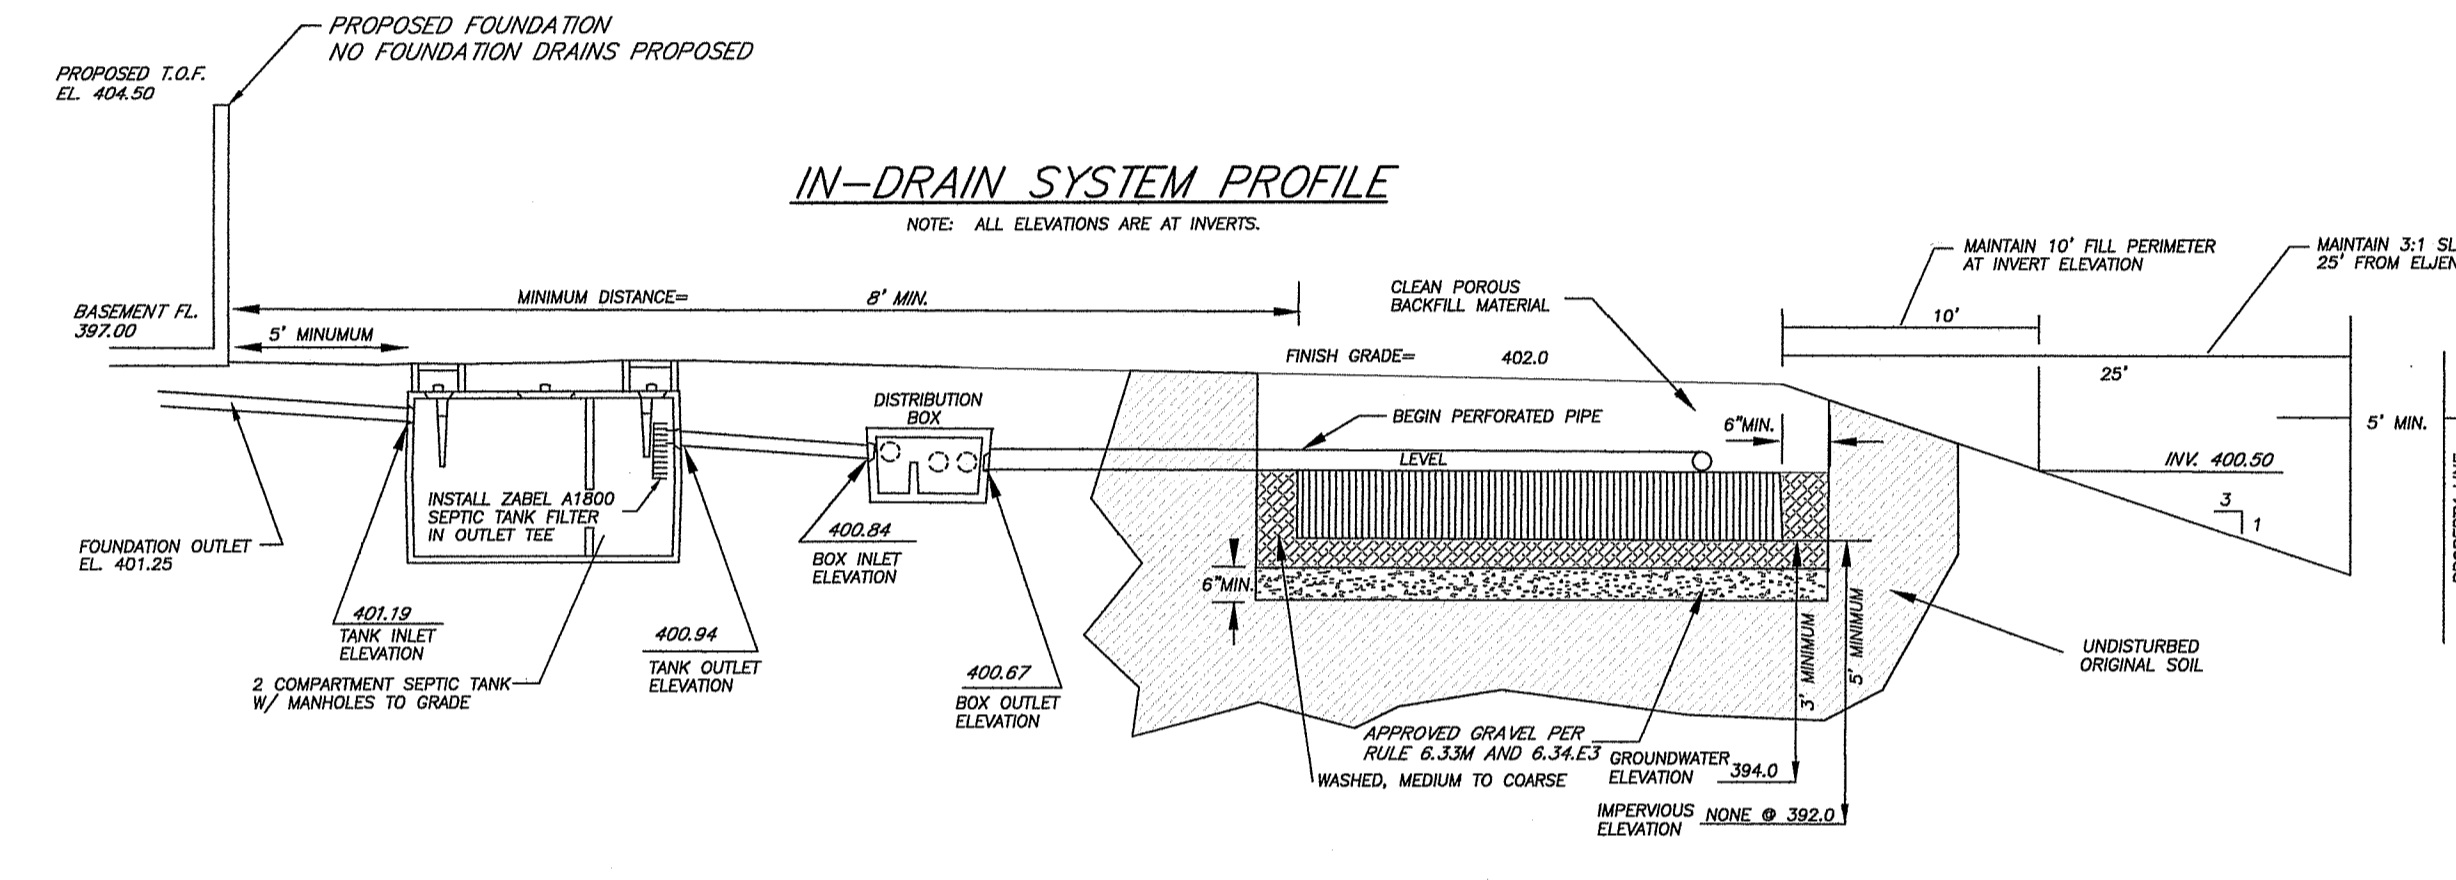 PROPOSED FOUNDATION
NO FOUNDATION DRAINS PROPOSED
PROPOSED T.O.F.
EL. 404.50
IN-DRAIN SYSTEM PROFILE
NOTE: ALL ELEVATIONS ARE AT INVERTS.
MAINTAIN 10' FILL PERIMETER
AT INVERT ELEVATION
MAINTAIN 3:1 SL
25' FROM ELJEN
BASEMENT FL.
397.00
MINIMUM DISTANCE= 8' MIN.
5' MINUMUM
CLEAN POROUS
BACKFILL MATERIAL
10'
FINISH GRADE= 402.0
25'
DISTRIBUTION
BOX
BEGIN PERFORATED PIPE
6"MIN.
5' MIN.
LEVEL
INV. 400.50
3
1
INSTALL ZABEL A1800
SEPTIC TANK FILTER
IN OUTLET TEE
FOUNDATION OUTLET
EL. 401.25
400.84
BOX INLET
ELEVATION
6"MIN.
401.19
TANK INLET
ELEVATION
400.94
TANK OUTLET
ELEVATION
400.67
BOX OUTLET
ELEVATION
2 COMPARTMENT SEPTIC TANK
W/ MANHOLES TO GRADE
3' MINIMUM
5' MINIMUM
UNDISTURBED
ORIGINAL SOIL
APPROVED GRAVEL PER
RULE 6.33M AND 6.34.E3
WASHED, MEDIUM TO COARSE
GROUNDWATER
ELEVATION 394.0
IMPERVIOUS
ELEVATION NONE @ 392.0